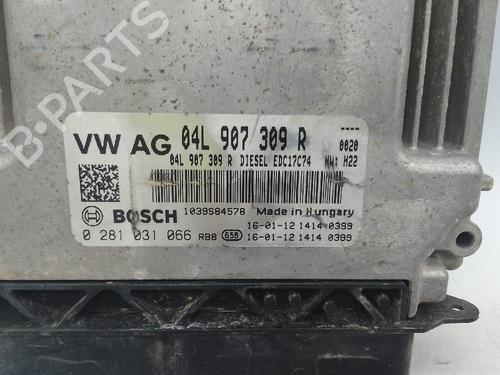 B-PARTS
VW AG 04L 907 309 R ----
04L 907 309 R DIESEL EDC17C74 0020
HW: H22
BOSCH 1039S84578 Made in Hungary
0 281 031 066 RB8 658 16-01-12 1414 0399
16-01-12 1414 0399